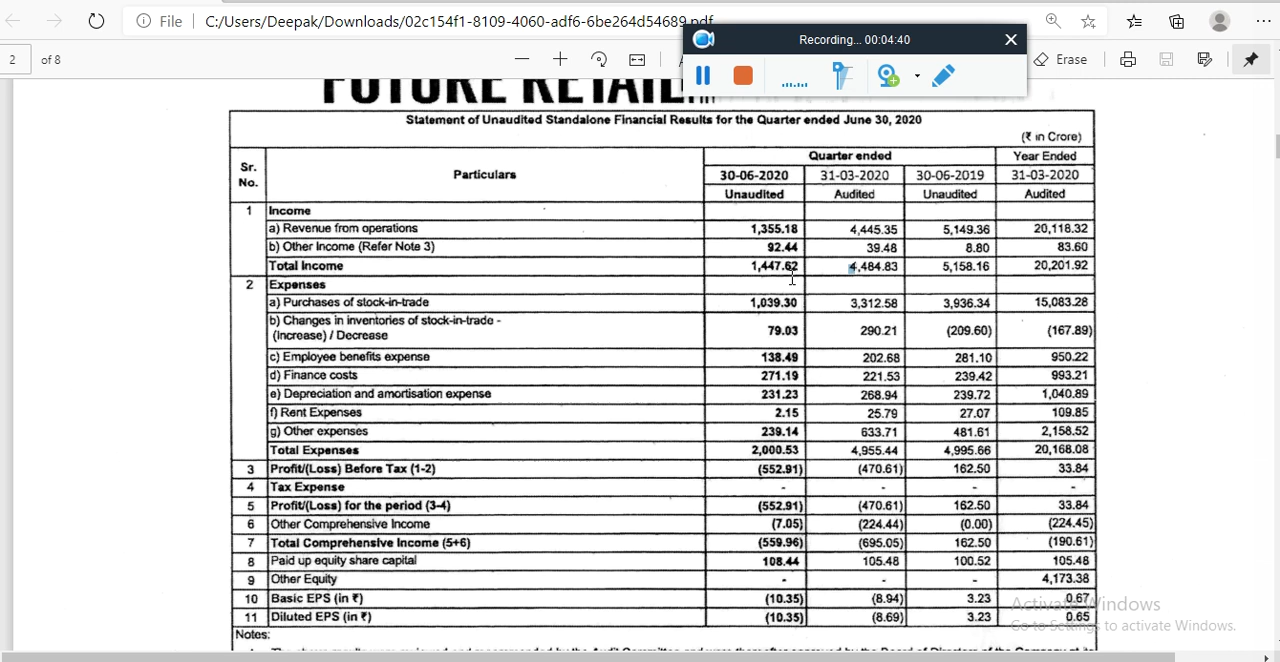 File C:/Users/Deepak/Downloads/02c154f1-8109-4060-adf6-6be264d54689.pdf
Recording... 00:04:40
2 of 8 Erase
FUTURE RETAIL
Statement of Unaudited Standalone Financial Results for the Quarter ended June 30, 2020
(₹ in Crore)
Sr. No. Particulars Quarter ended Year Ended
30-06-2020 31-03-2020 30-06-2019 31-03-2020
Unaudited Audited Unaudited Audited
1 Income
a) Revenue from operations 1,355.18 4,445.35 5,149.36 20,118.32
b) Other Income (Refer Note 3) 92.44 39.48 8.80 83.60
Total Income 1,447.62 4,484.83 5,158.16 20,201.92
2 Expenses
a) Purchases of stock-in-trade 1,039.30 3,312.58 3,936.34 15,083.28
b) Changes in inventories of stock-in-trade -
(Increase) / Decrease 79.03 290.21 (209.60) (167.89)
c) Employee benefits expense 138.49 202.68 281.10 950.22
d) Finance costs 271.19 221.53 239.42 993.21
e) Depreciation and amortisation expense 231.23 268.94 239.72 1,040.89
f) Rent Expenses 2.15 25.79 27.07 109.85
g) Other expenses 239.14 633.71 481.61 2,158.52
Total Expenses 2,000.53 4,955.44 4,995.66 20,168.08
3 Profit/(Loss) Before Tax (1-2) (552.91) (470.61) 162.50 33.84
4 Tax Expense - - - -
5 Profit/(Loss) for the period (3-4) (552.91) (470.61) 162.50 33.84
6 Other Comprehensive Income (7.05) (224.44) (0.00) (224.45)
7 Total Comprehensive Income (5+6) (559.96) (695.05) 162.50 (190.61)
8 Paid up equity share capital 108.44 105.48 100.52 105.48
9 Other Equity - - - 4,173.38
10 Basic EPS (in ₹) (10.35) (8.94) 3.23 0.67
11 Diluted EPS (in ₹) (10.35) (8.69) 3.23 0.65
Activate Windows
Go to Settings to activate Windows.
Notes: